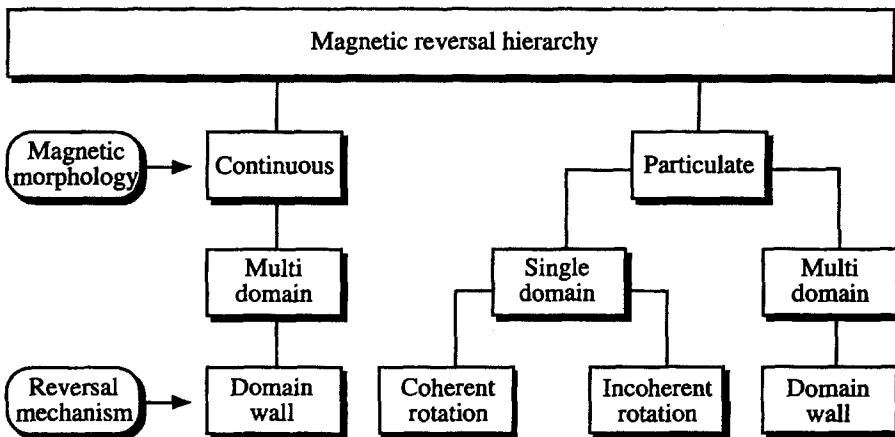 Magnetic reversal hierarchy
Magnetic
morphology
Continuous
Particulate
Multi
domain
Single
domain
Multi
domain
Reversal
mechanism
Domain
wall
Coherent
rotation
Incoherent
rotation
Domain
wall